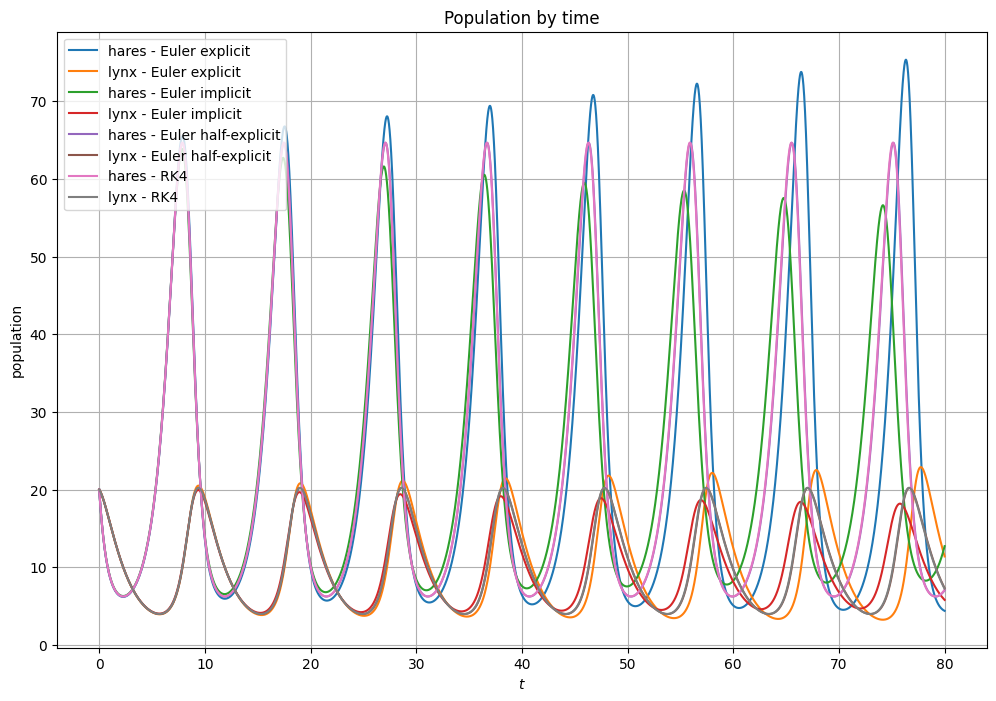 Population by time
hares - Euler explicit
lynx - Euler explicit
hares - Euler implicit
lynx - Euler implicit
hares - Euler half-explicit
lynx - Euler half-explicit
hares - RK4
lynx - RK4
population
70
60
50
40
30
20
10
0
0 10 20 30 40 50 60 70 80
t